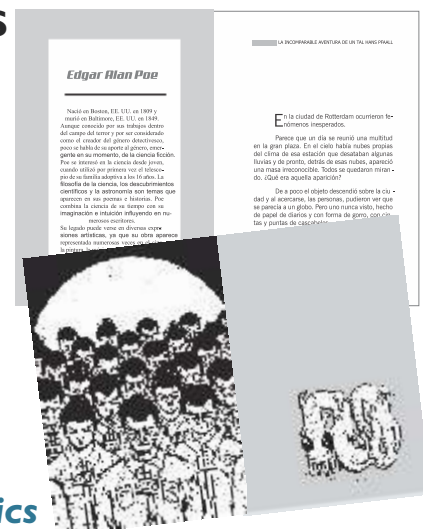 s
Edgar Alan Poe
Nació en Boston, EE. UU. en 1809 y
murió en Baltimore, EE. UU. en 1849.
Aunque conocido por sus trabajos dentro
del campo del terror y por ser considerado
como el creador del género detectivesco,
poco se habla de su aporte al género, emer-
gente en su momento, de la ciencia ficción.
Poe se interesó en la ciencia desde joven,
cuando utilizó por primera vez el telesco-
pio de su familia adoptiva a los 16 años. La
filosofía de la ciencia, los descubrimientos
científicos y la astronomía son temas que
aparecen en sus poemas e historias. Poe
combina la ciencia de su tiempo con su
imaginación e intuición influyendo en nu-
merosos escritores.
Su legado puede verse en diversas expre-
siones artísticas, ya que su obra aparece
representada numerosas veces en el
la pintura,
LA INCOMPARABLE AVENTURA DE UN TAL HANS PFAALL
En la ciudad de Rotterdam ocurrieron fe-
nómenos inesperados.
Parece que un día se reunió una multitud
en la gran plaza. En el cielo había nubes propias
del clima de esa estación que desataban algunas
lluvias y de pronto, detrás de esas nubes, apareció
una masa irreconocible. Todos se quedaron miran-
do. ¿Qué era aquella aparición?
De a poco el objeto descendió sobre la ciu-
dad y al acercarse, las personas, pudieron ver que
se parecía a un globo. Pero uno nunca visto, hecho
de papel de diarios y con forma de gorro, con cin-
tas y puntas de cascabeles
ics